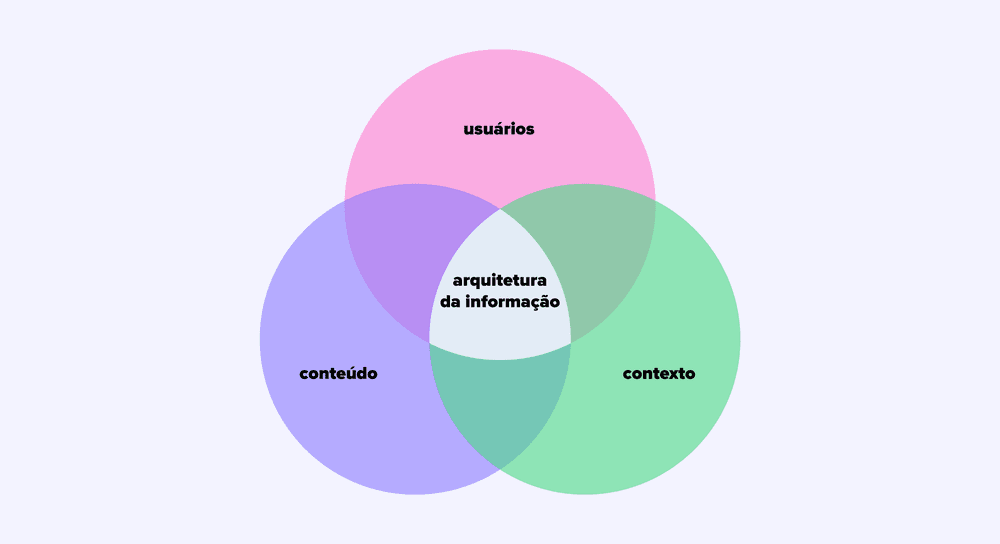 usuários
arquitetura
da informação
conteúdo
contexto